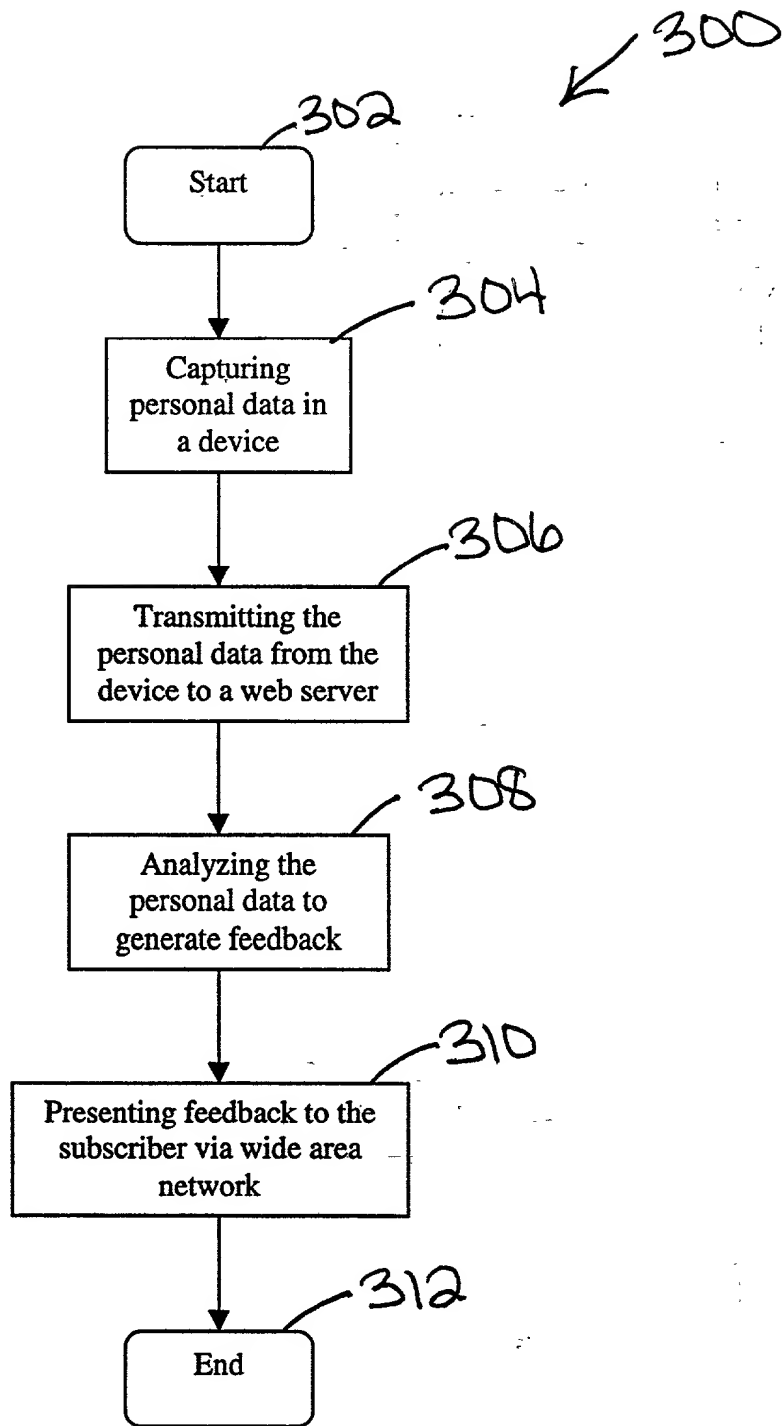 300
302
Start
304
Capturing
personal data in
a device
306
Transmitting the
personal data from the
device to a web server
308
Analyzing the
personal data to
generate feedback
310
Presenting feedback to the
subscriber via wide area
network
312
End